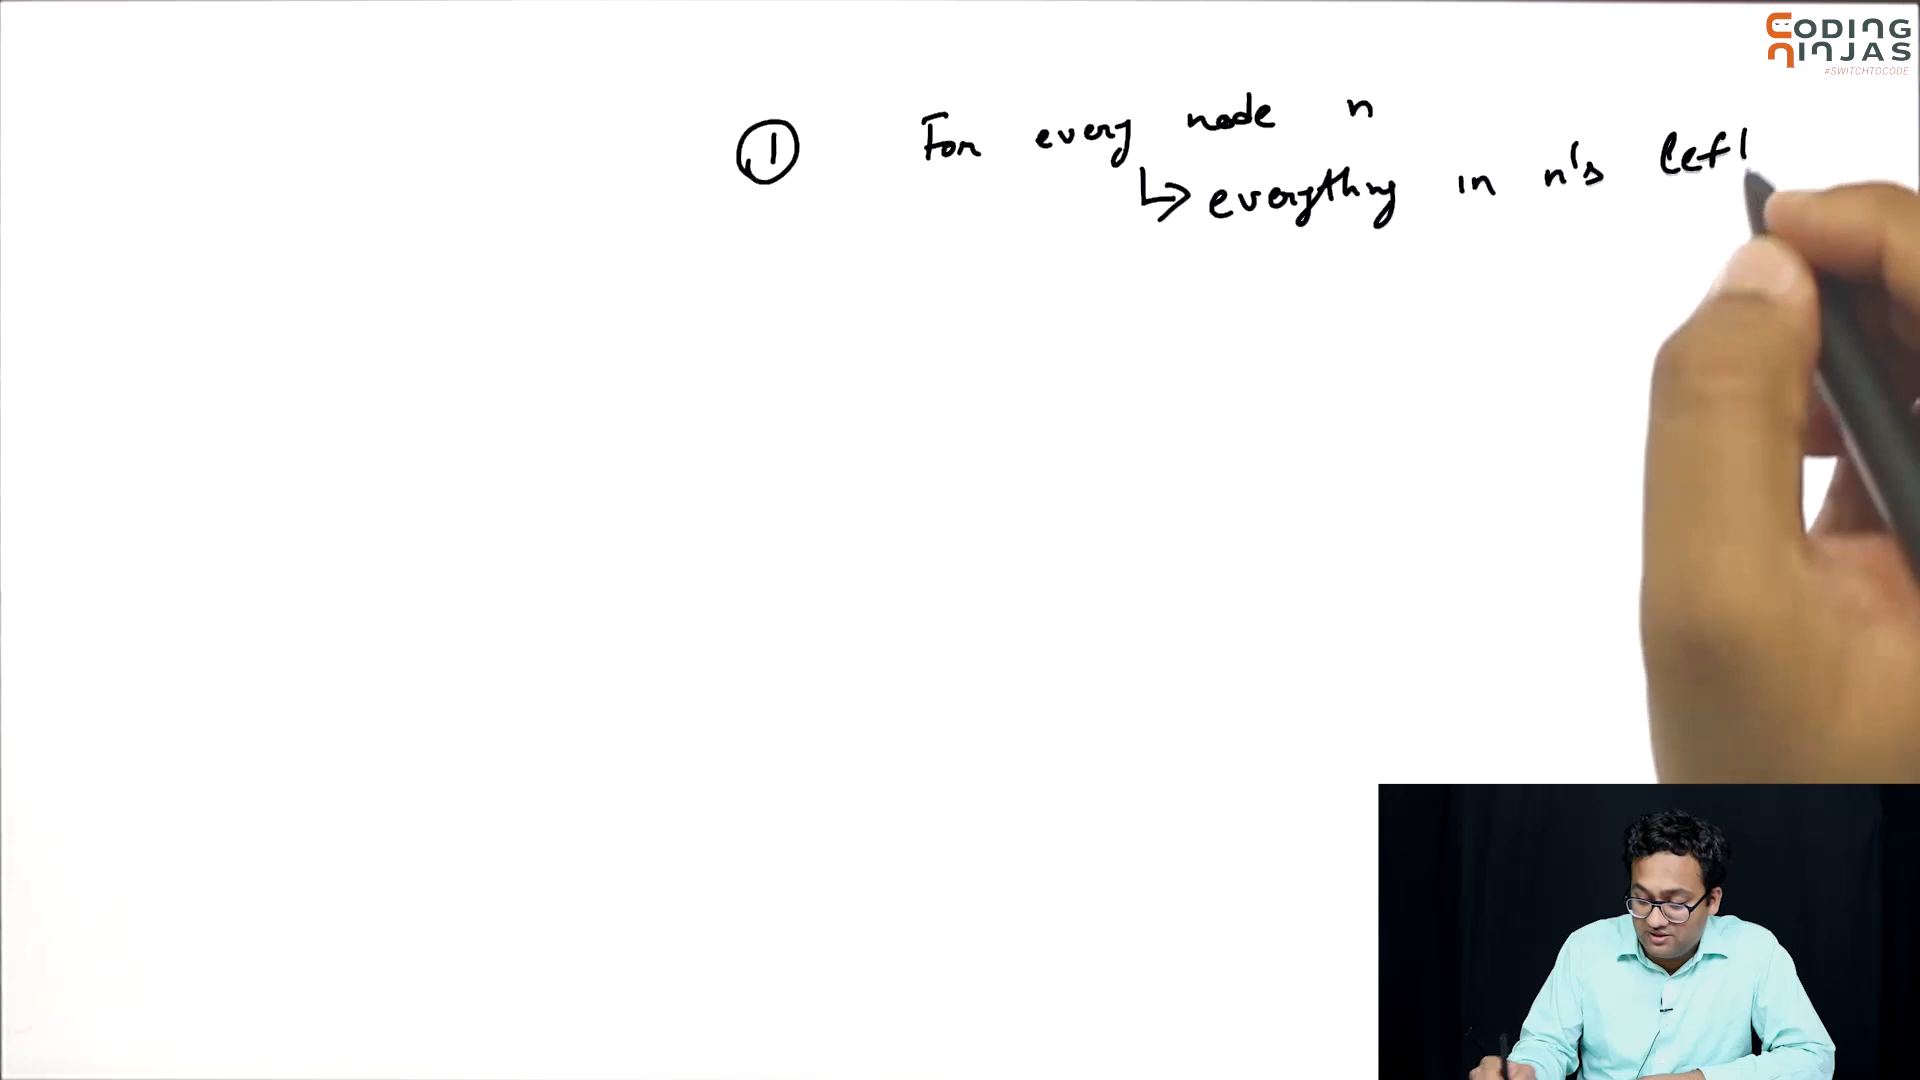 CODING
NINJAS
#SWITCHTOCODE
① For every node n
↳ everything in n's left